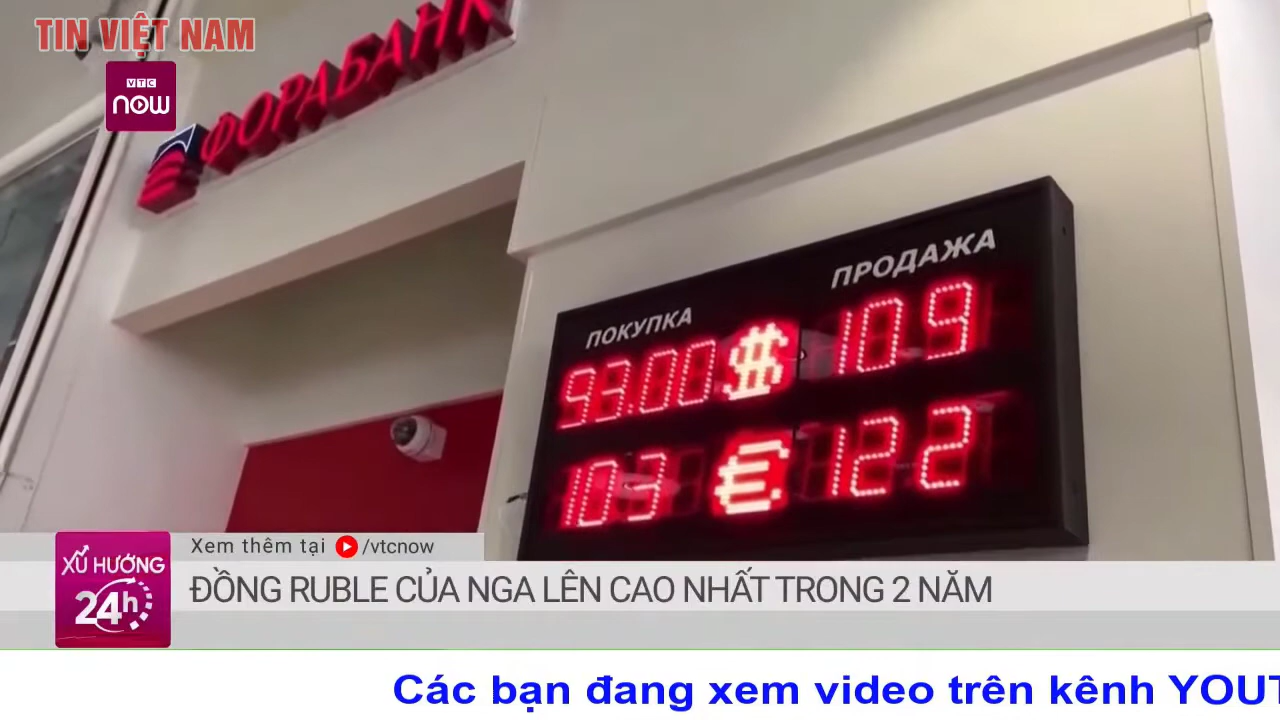 TIN VIỆT NAM
VTC
now
ФОРАБАНК
ПОКУПКА
ПРОДАЖА
93.00 $ 109
103 € 122
Xem thêm tại /vtcnow
XU HƯỚNG
24h
ĐỒNG RUBLE CỦA NGA LÊN CAO NHẤT TRONG 2 NĂM
Các bạn đang xem video trên kênh YOUT